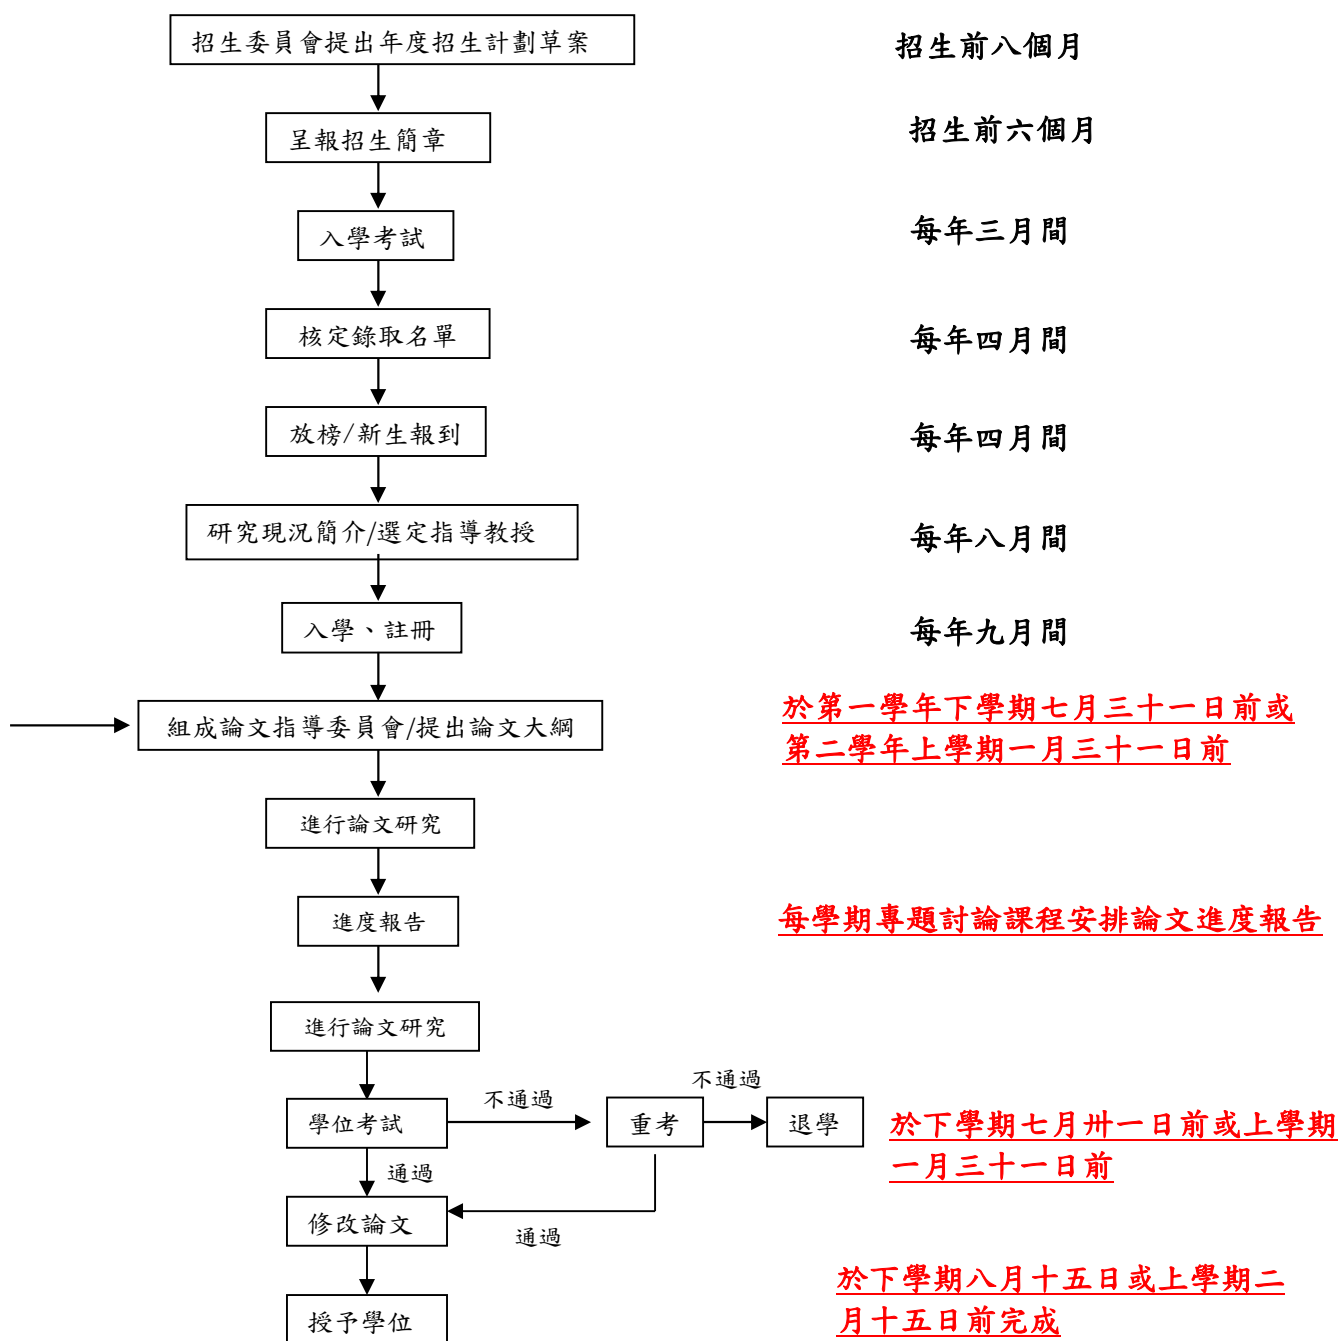 招生委員會提出年度招生計劃草案
招生前八個月
呈報招生簡章
招生前六個月
入學考試
每年三月間
核定錄取名單
每年四月間
放榜/新生報到
每年四月間
研究現況簡介/選定指導教授
每年八月間
入學、註冊
每年九月間
組成論文指導委員會/提出論文大綱
於第一學年下學期七月三十一日前或
第二學年上學期一月三十一日前
進行論文研究
進度報告
每學期專題討論課程安排論文進度報告
進行論文研究
學位考試
不通過
重考
不通過
退學
於下學期七月卅一日前或上學期
一月三十一日前
通過
修改論文
通過
授予學位
於下學期八月十五日或上學期二
月十五日前完成